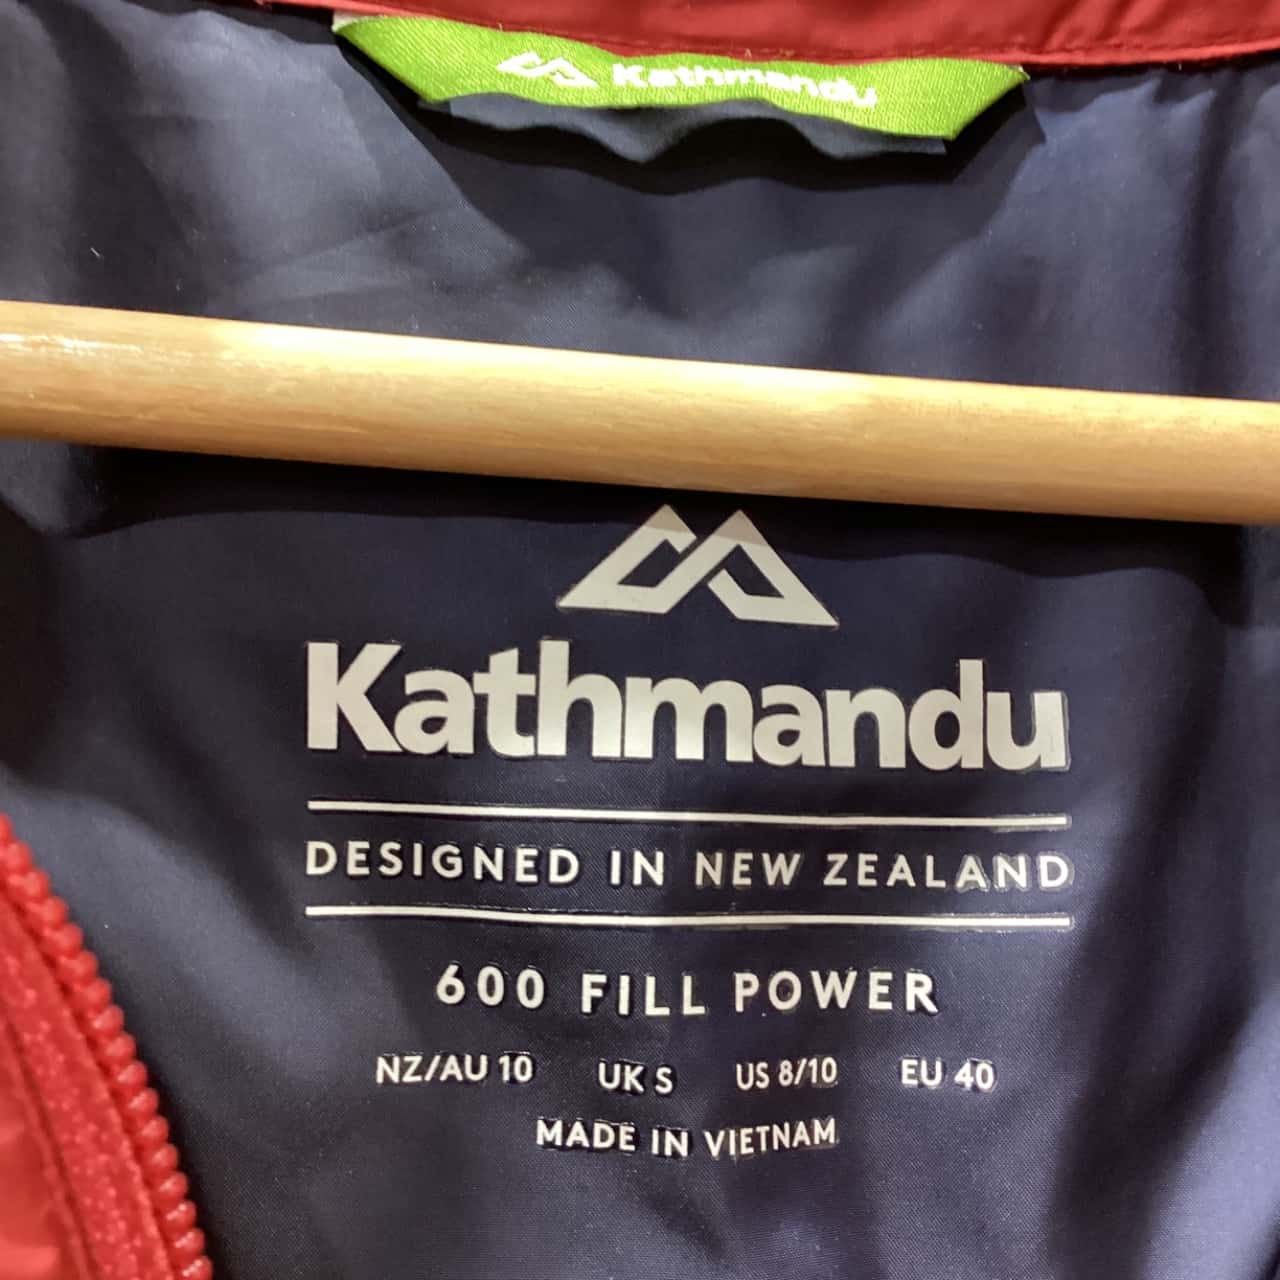 Kathmandu
Kathmandu
DESIGNED IN NEW ZEALAND
600 FILL POWER
NZ/AU 10 UK S US 8/10 EU 40
MADE IN VIETNAM